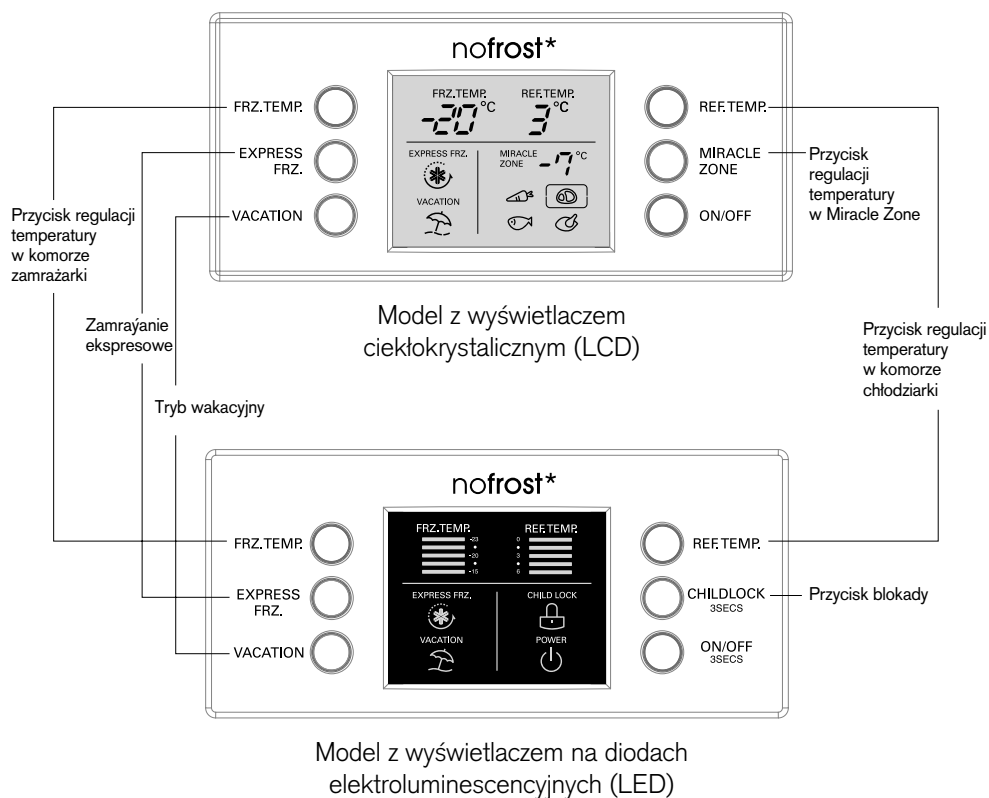 nofrost*
FRZ.TEMP.
EXPRESS
FRZ.
VACATION
FRZ.TEMP.
-20 °C
REF.TEMP.
3 °C
EXPRESS FRZ.
VACATION
MIRACLE
ZONE
-7 °C
REF.TEMP.
MIRACLE
ZONE
ON/OFF
Przycisk regulacji
temperatury
w komorze
zamrażarki
Przycisk
regulacji
temperatury
w Miracle Zone
Model z wyświetlaczem
ciekłokrystalicznym (LCD)
Zamraýanie
ekspresowe
Tryb wakacyjny
Przycisk regulacji
temperatury
w komorze
chłodziarki
nofrost*
FRZ.TEMP.
EXPRESS
FRZ.
VACATION
FRZ.TEMP.
-23
-20
-15
REF.TEMP.
0
3
6
EXPRESS FRZ.
VACATION
CHILD LOCK
POWER
REF.TEMP.
CHILDLOCK
3SECS
ON/OFF
3SECS
Przycisk blokady
Model z wyświetlaczem na diodach
elektroluminescencyjnych (LED)